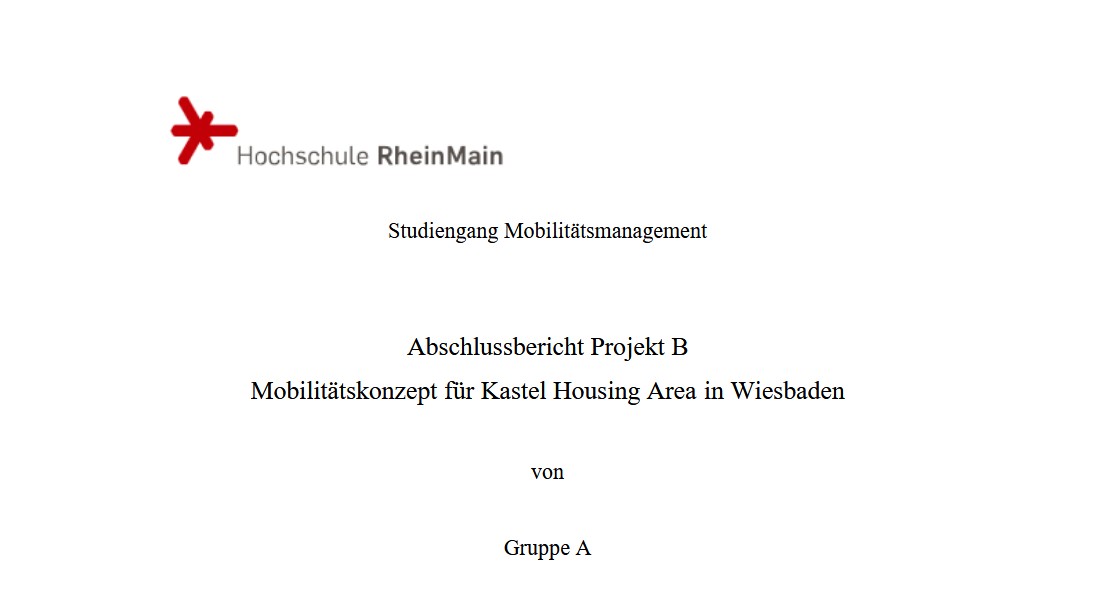 Hochschule RheinMain
Studiengang Mobilitätsmanagement
Abschlussbericht Projekt B
Mobilitätskonzept für Kastel Housing Area in Wiesbaden
von
Gruppe A